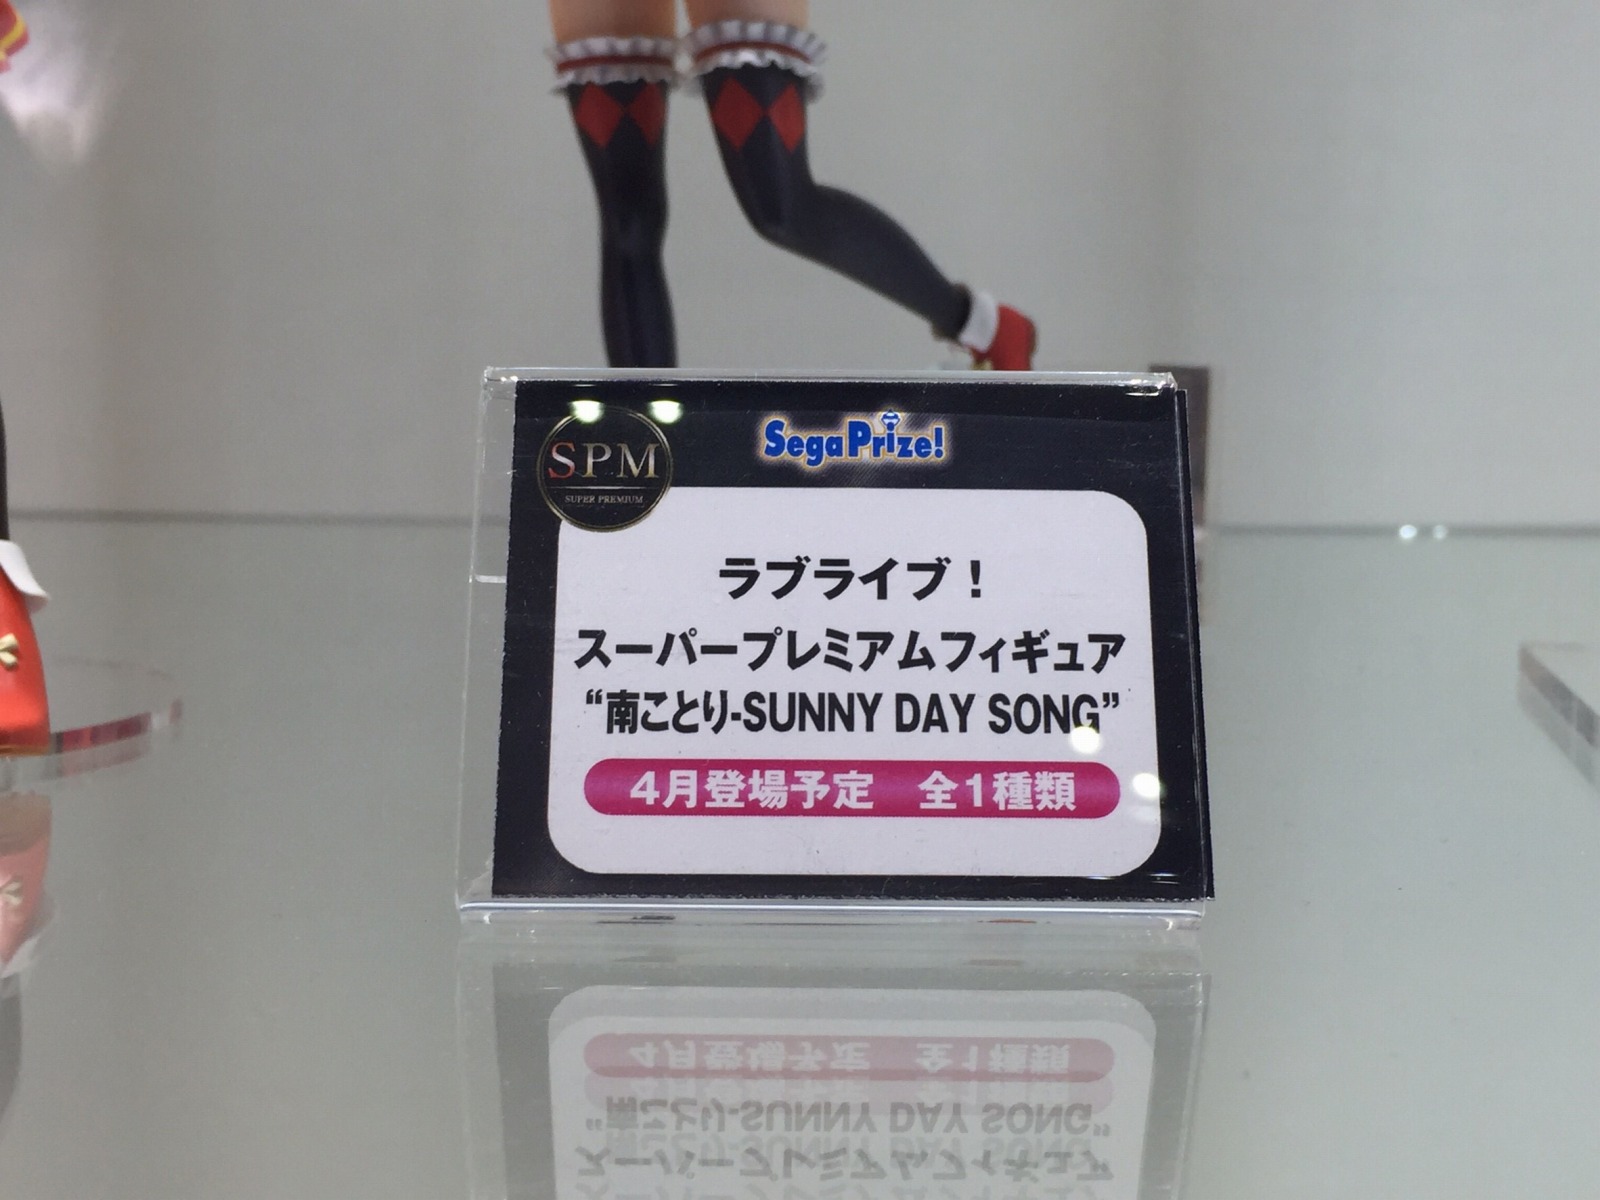 SPM
SUPER PREMIUM
Sega Prize!
ラブライブ！
スーパープレミアムフィギュア
“南ことり-SUNNY DAY SONG”
4月登場予定　全1種類